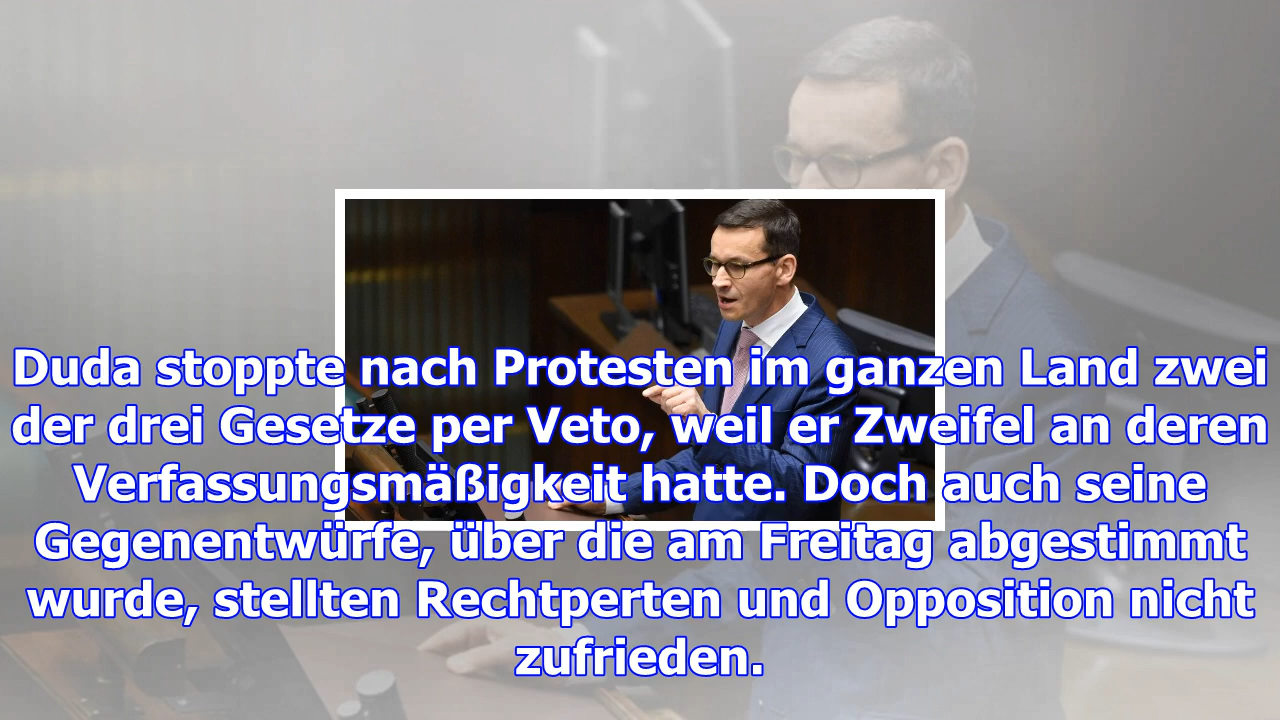 Duda stoppte nach Protesten im ganzen Land zwei
der drei Gesetze per Veto, weil er Zweifel an deren
Verfassungsmäßigkeit hatte. Doch auch seine
Gegenentwürfe, über die am Freitag abgestimmt
wurde, stellten Rechtperten und Opposition nicht
zufrieden.